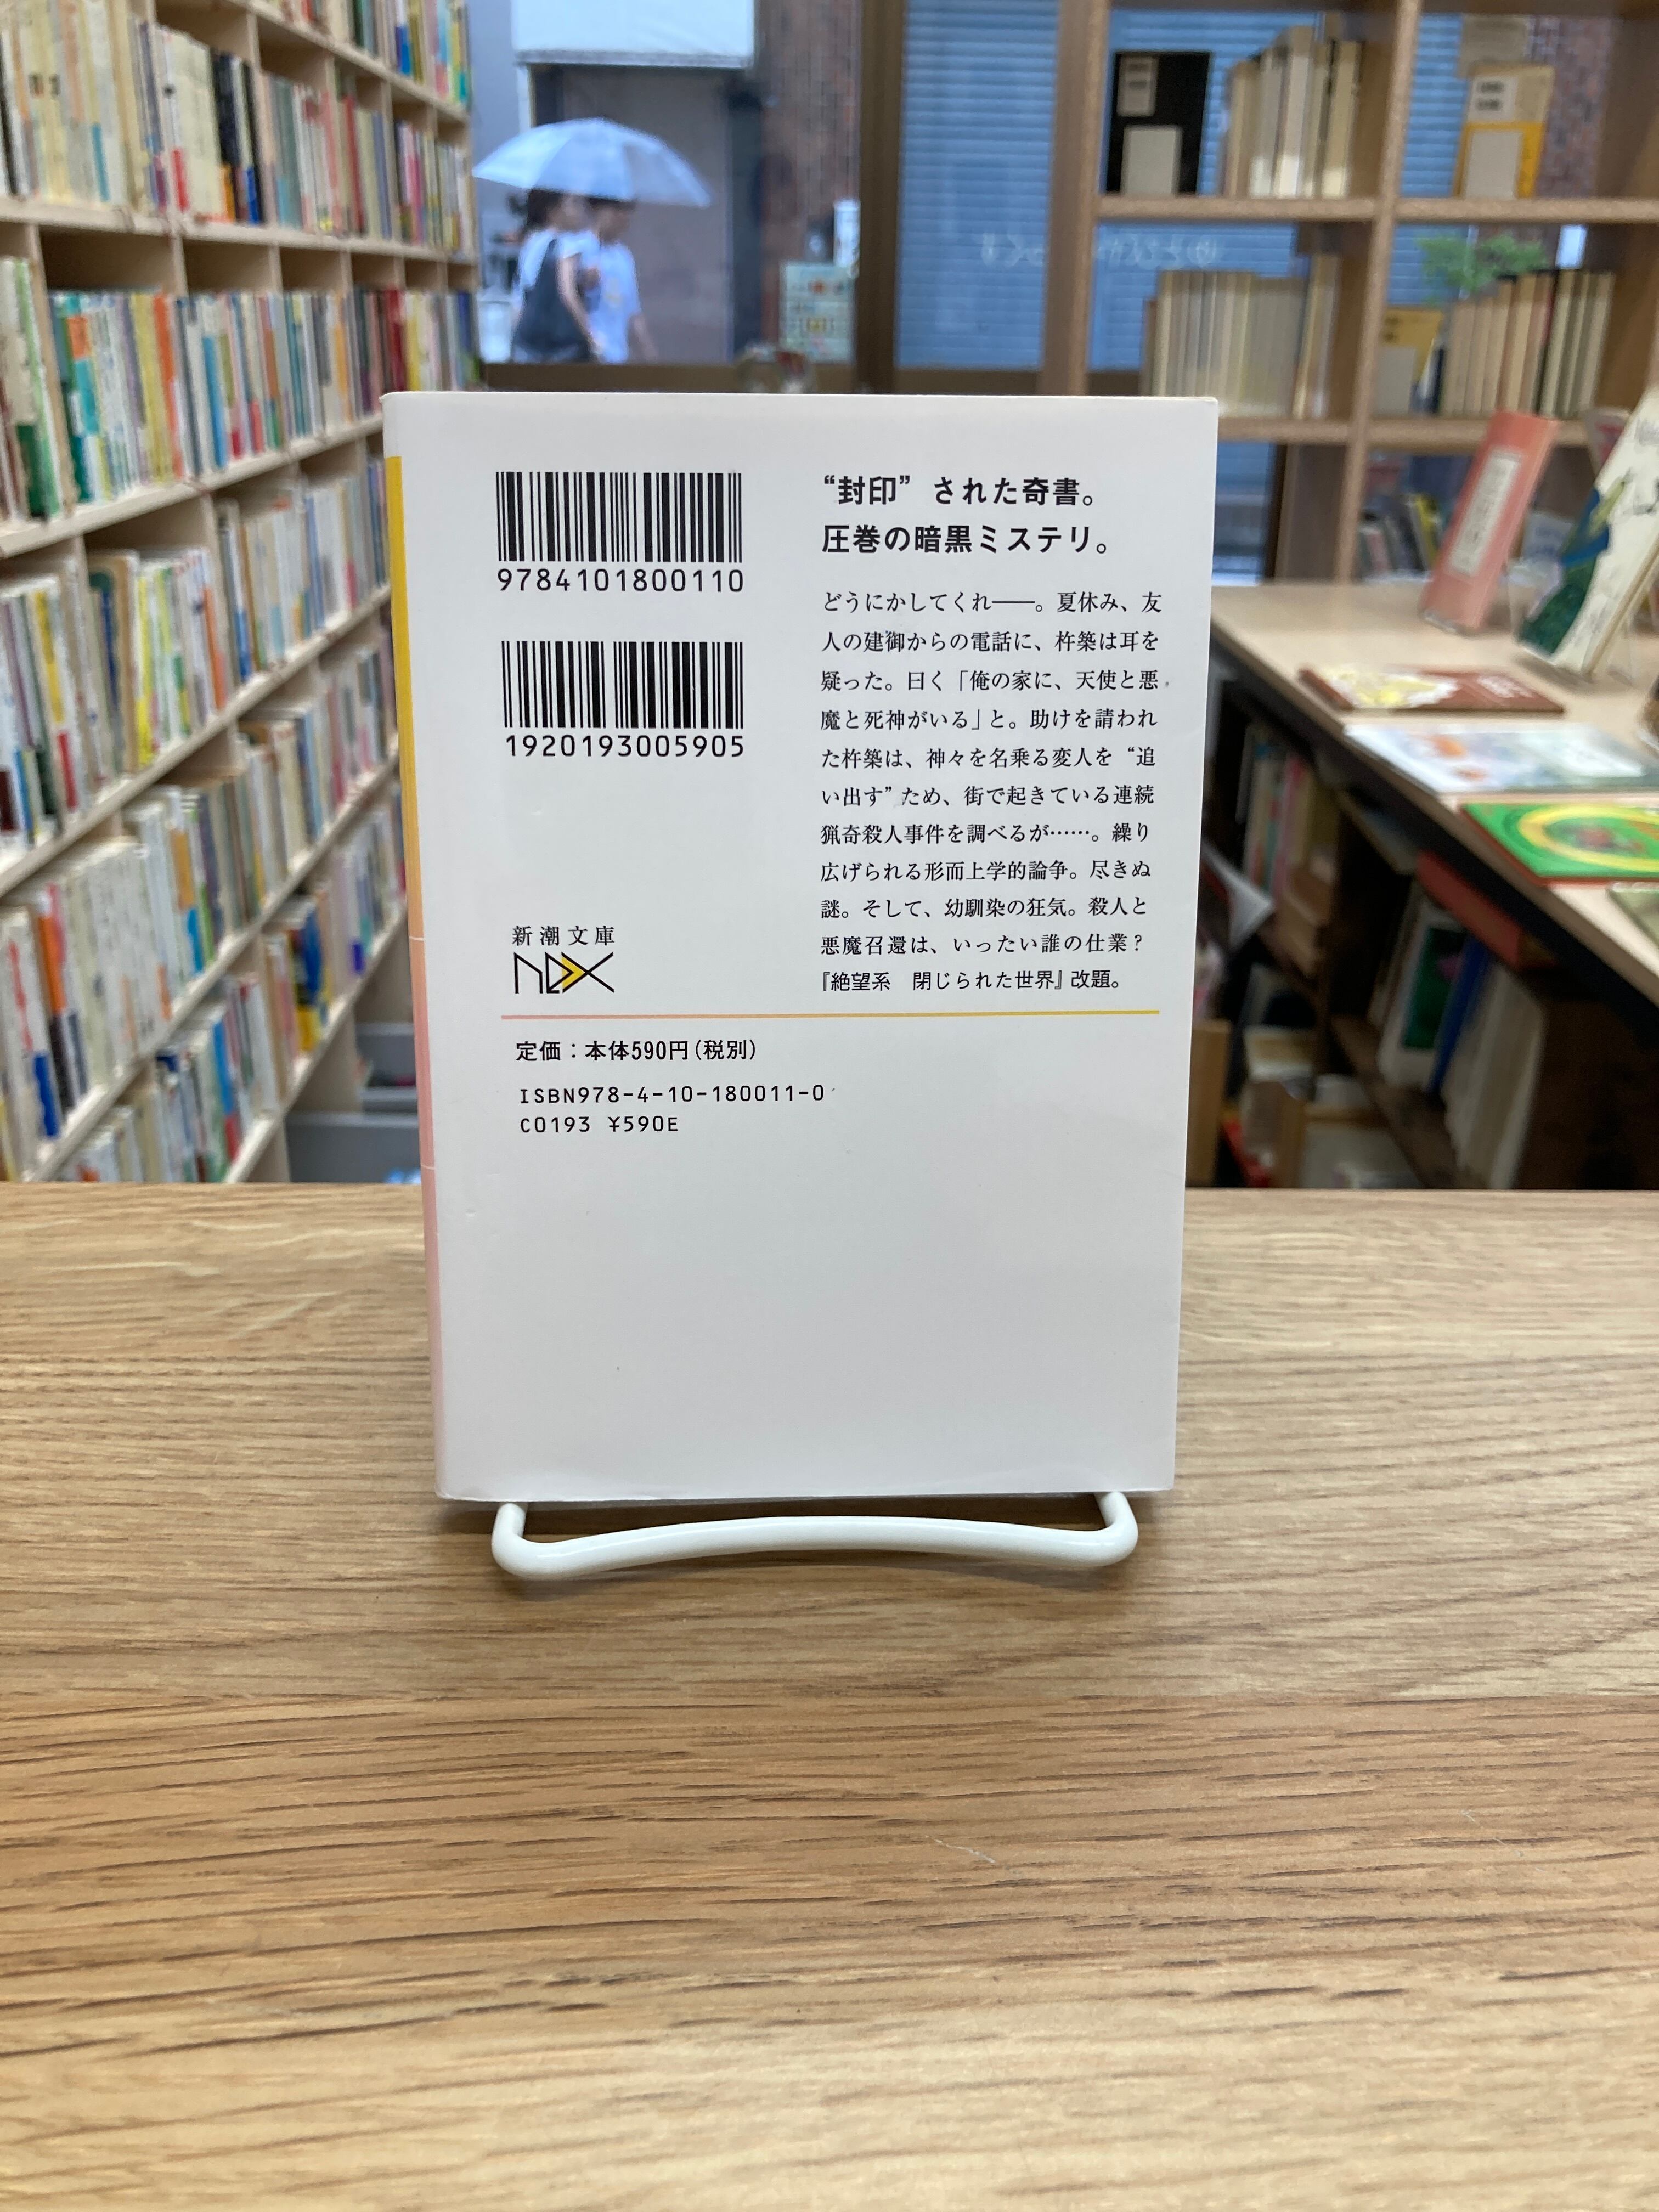 9784101800110
1920193005905
“封印”された奇書。
圧巻の暗黒ミステリ。
どうにかしてくれ――。夏休み、友
人の建御からの電話に、杵築は耳を
疑った。曰く「俺の家に、天使と悪
魔と死神がいる」と。助けを請われ
た杵築は、神々を名乗る変人を“追
い出す”ため、街で起きている連続
猟奇殺人事件を調べるが……。繰り
広げられる形而上学的論争。尽きぬ
謎。そして、幼馴染の狂気。殺人と
悪魔召還は、いったい誰の仕業?
『絶望系　閉じられた世界』改題。
新潮文庫
nex
定価：本体590円(税別)
ISBN978-4-10-180011-0
C0193 ¥590E